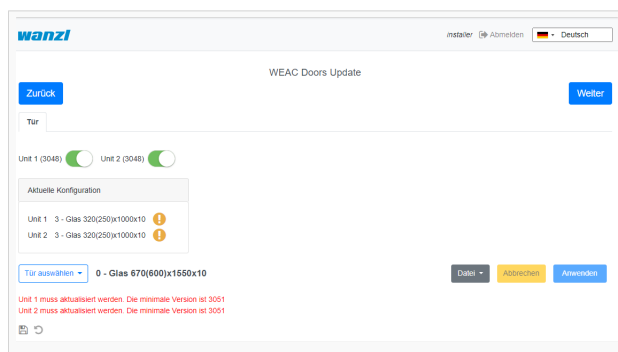 wanzl
installer Abmelden Deutsch
WEAC Doors Update
Zurück Weiter
Tür
Unit 1 (3048) Unit 2 (3048)
Aktuelle Konfiguration
Unit 1 3 - Glas 320(250)x1000x10
Unit 2 3 - Glas 320(250)x1000x10
Tür auswählen 0 - Glas 670(600)x1550x10 Datei Abbrechen Anwenden
Unit 1 muss aktualisiert werden. Die minimale Version ist 3051
Unit 2 muss aktualisiert werden. Die minimale Version ist 3051